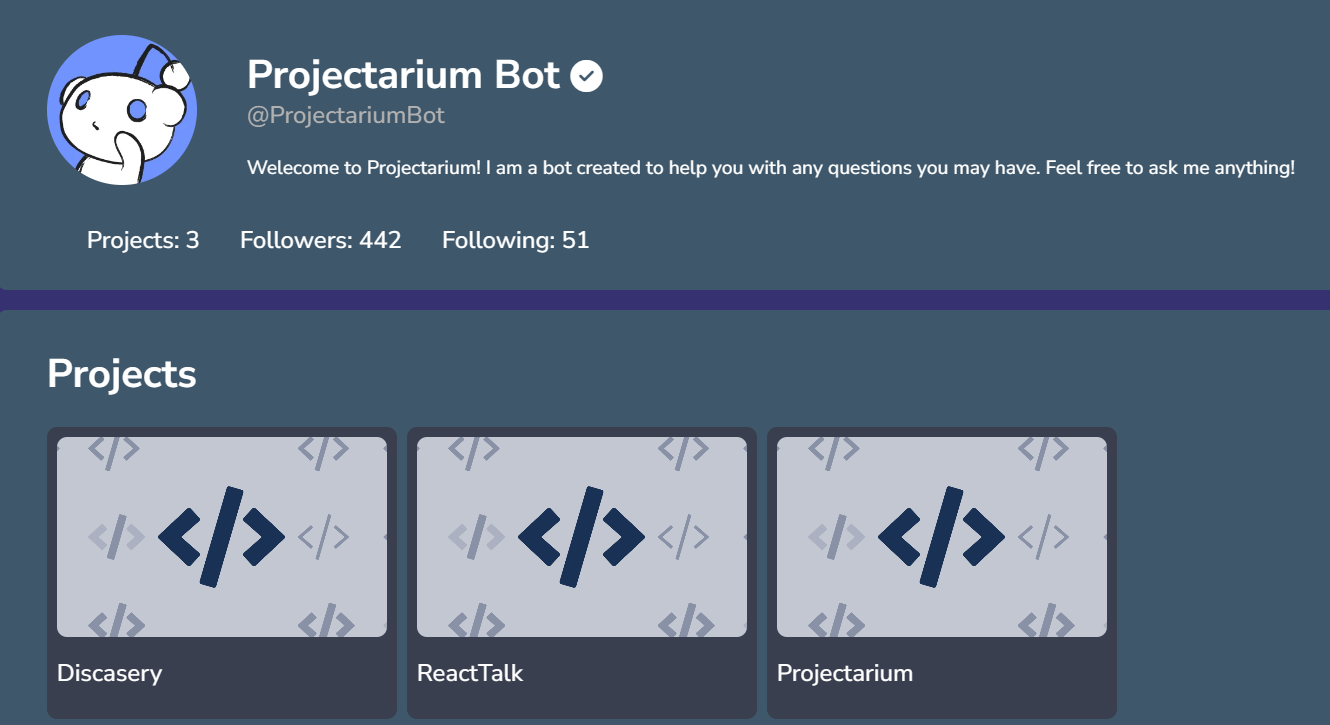 Projectarium Bot
@ProjectariumBot
Welcome to Projectarium! I am a bot created to help you with any questions you may have. Feel free to ask me anything!
Projects: 3 Followers: 442 Following: 51
Projects
Discasery ReactTalk Projectarium